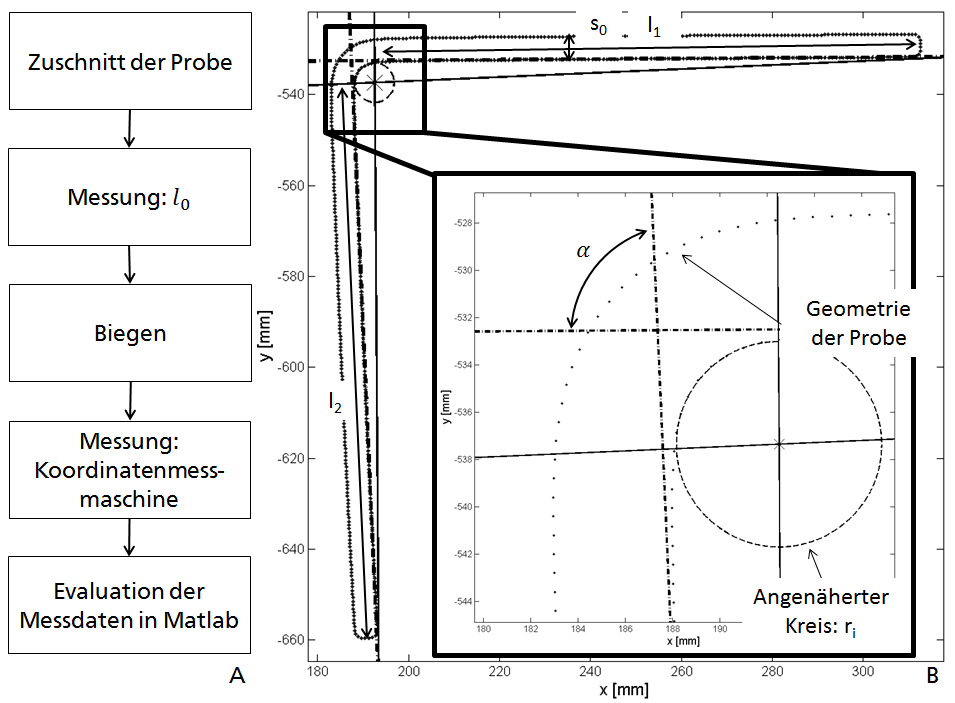 Zuschnitt der Probe
Messung: l₀
Biegen
Messung:
Koordinatenmess-
maschine
Evaluation der
Messdaten in Matlab
A
s₀
l₁
l₂
-540
-560
-580
-600
-620
-640
-660
y [mm]
180
200
220
240
260
280
300
x [mm]
B
-528
-530
-532
-534
-536
-538
-540
-542
-544
y [mm]
180
182
184
186
188
190
x [mm]
α
Geometrie
der Probe
Angenäherter
Kreis: rᵢ